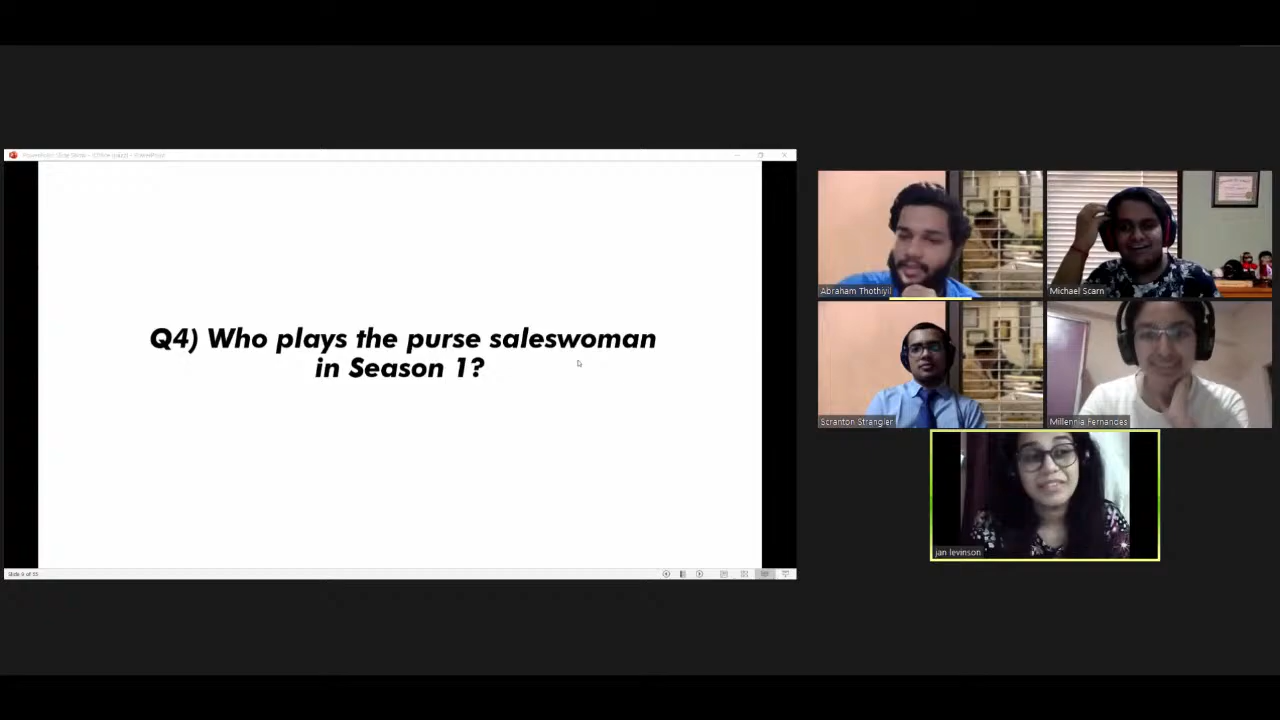 Q4) Who plays the purse saleswoman
in Season 1?
Abraham Thothiyil
Michael Scarn
Scranton Strangler
Millennia Fernandes
jan levinson